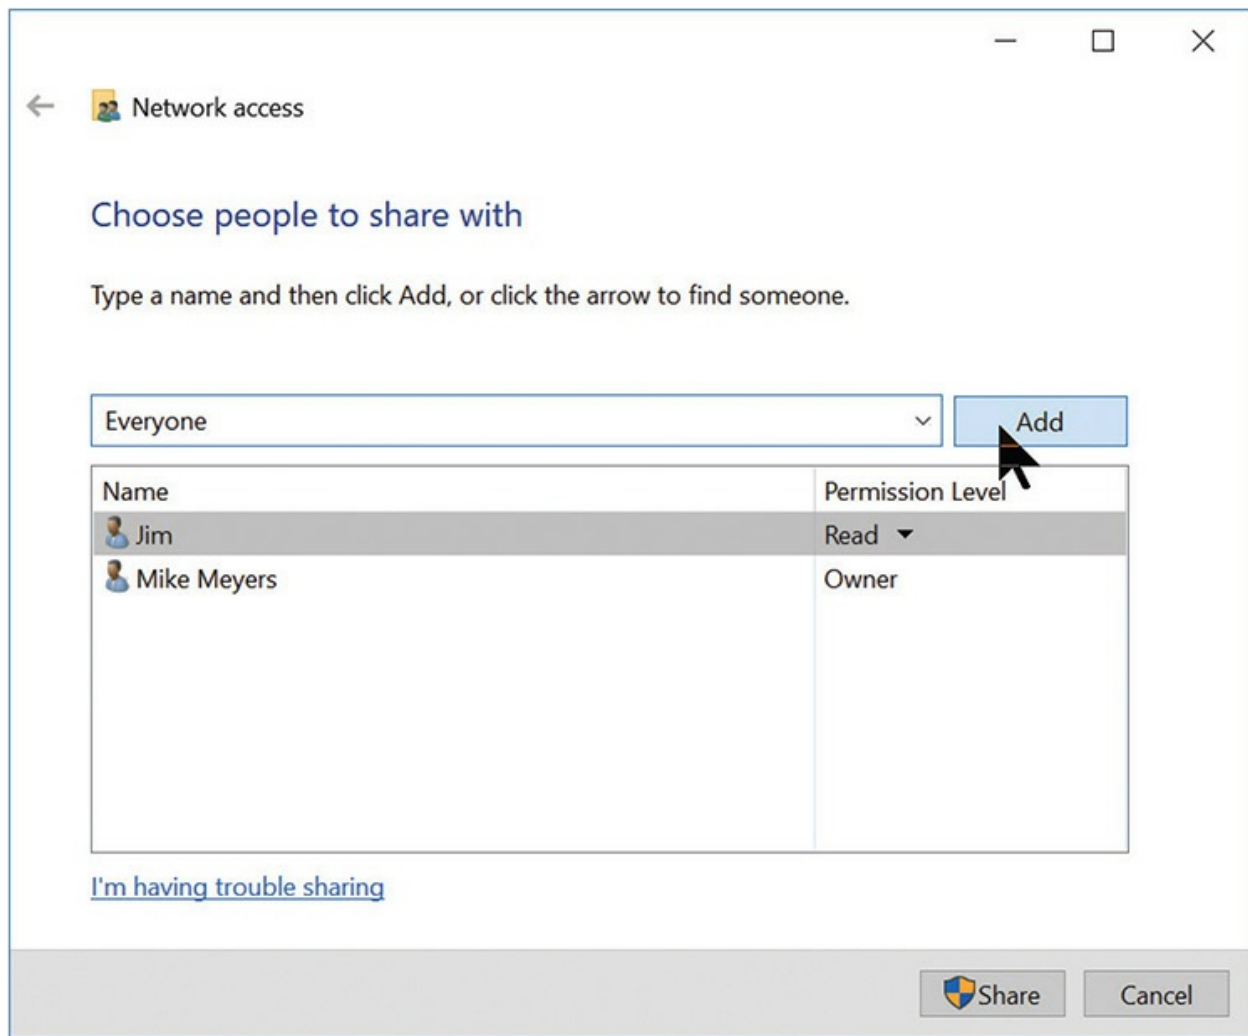 Network access
Choose people to share with
Type a name and then click Add, or click the arrow to find someone.
Everyone Add
Name Permission Level
Jim Read
Mike Meyers Owner
I'm having trouble sharing
Share Cancel